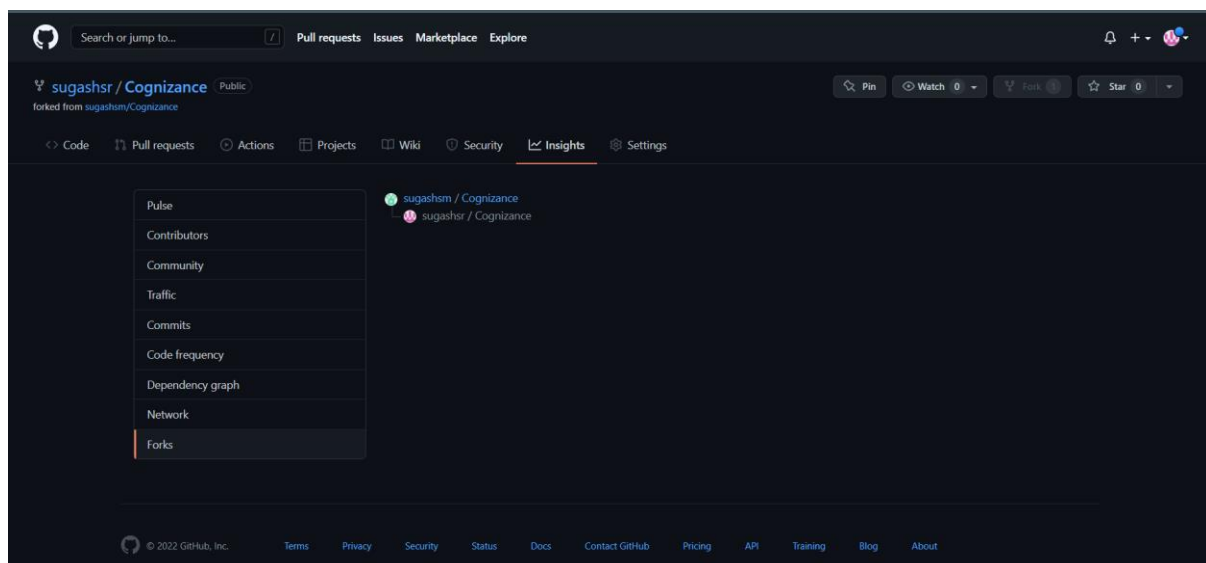 Search or jump to... / Pull requests Issues Marketplace Explore
sugashsr / Cognizance Public
Pin Watch 0 Fork 1 Star 0
forked from sugashsm/Cognizance
Code Pull requests Actions Projects Wiki Security Insights Settings
Pulse
Contributors
Community
Traffic
Commits
Code frequency
Dependency graph
Network
Forks
sugashsm / Cognizance
sugashsr / Cognizance
© 2022 GitHub, Inc. Terms Privacy Security Status Docs Contact GitHub Pricing API Training Blog About